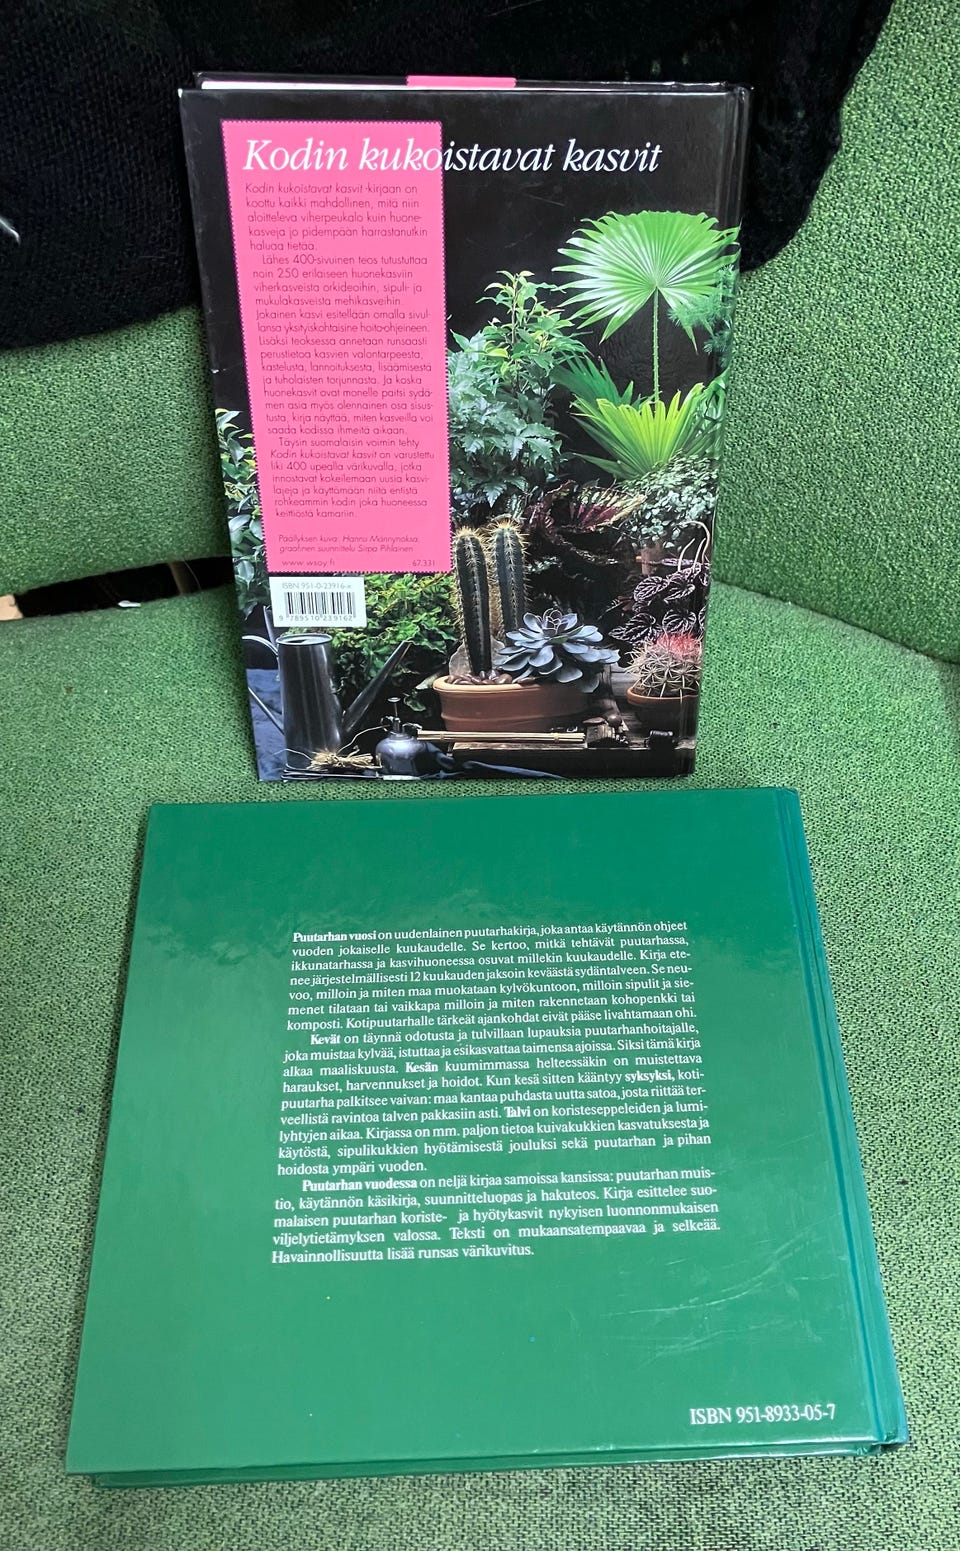 Kodin kukoistavat kasvit
Kodin kukoistavat kasvit -kirjaan on
koottu kaikki mahdollinen, mitä niin
aloitteleva viherpeukalo kuin huone-
kasveja jo pidempään harrastanutkin
haluaa tietää.
Lähes 400-sivuinen teos tutustuttaa
noin 250 erilaiseen huonekasviin
viherkasveista orkideoihin, sipuli- ja
mukulakasveista mehikasveihin.
Jokainen kasvi esitellään omalla sivul-
lansa yksityiskohtaisine hoito-ohjeineen.
Lisäksi teoksessa annetaan runsaasti
perustietoa kasvien valontarpeesta,
kastelusta, lannoituksesta, lisäämisestä
ja tuholaisten torjunnasta. Ja koska
huonekasvit ovat monelle paitsi sydä-
men asia myös olennainen osa sisus-
tusta, kirja näyttää, miten kasveilla voi
saada kodissa ihmeitä aikaan.
Täysin suomalaisin voimin tehty
Kodin kukoistavat kasvit on varustettu
liki 400 upealla värikuvalla, jotka
innostavat kokeilemaan uusia kasvi-
lajeja ja käyttämään niitä entistä
rohkeammin kodin joka huoneessa
keittiöstä kamariin.
Päällyksen kuva: Hannu Männynoksa,
graafinen suunnittelu Sirpa Pihlainen
www.wsoy.fi 67.331
ISBN 951-0-23916-x
9 789510 239162
Puutarhan vuosi on uudenlainen puutarhakirja, joka antaa käytännön ohjeet
vuoden jokaiselle kuukaudelle. Se kertoo, mitkä tehtävät puutarhassa,
ikkunatarhassa ja kasvihuoneessa osuvat millekin kuukaudelle. Kirja ete-
nee järjestelmällisesti 12 kuukauden jaksoin keväästä sydäntalveen. Se neu-
voo, milloin ja miten maa muokataan kylvökuntoon, milloin sipulit ja sie-
menet tilataan tai vaikkapa milloin ja miten rakennetaan kohopenkki tai
komposti. Kotipuutarhalle tärkeät ajankohdat eivät pääse livahtamaan ohi.
Kevät on täynnä odotusta ja tulvillaan lupauksia puutarhanhoitajalle,
joka muistaa kylvää, istuttaa ja esikasvattaa taimensa ajoissa. Siksi tämä kirja
alkaa maaliskuusta. Kesän kuumimmassa helteessäkin on muistettava
haraukset, harvennukset ja hoidot. Kun kesä sitten kääntyy syksyksi, koti-
puutarha palkitsee vaivan: maa kantaa puhdasta uutta satoa, josta riittää ter-
veellistä ravintoa talven pakkasiin asti. Talvi on koristeseppeleiden ja lumi-
lyhtyjen aikaa. Kirjassa on mm. paljon tietoa kuivakukkien kasvatuksesta ja
käytöstä, sipulikukkien hyötämisestä jouluksi sekä puutarhan ja pihan
hoidosta ympäri vuoden.
Puutarhan vuodessa on neljä kirjaa samoissa kansissa: puutarhan muis-
tio, käytännön käsikirja, suunnitteluopas ja hakuteos. Kirja esittelee suo-
malaisen puutarhan koriste- ja hyötykasvit nykyisen luonnonmukaisen
viljelytietämyksen valossa. Teksti on mukaansatempaavaa ja selkeää.
Havainnollisuutta lisää runsas värikuvitus.
ISBN 951-8933-05-7